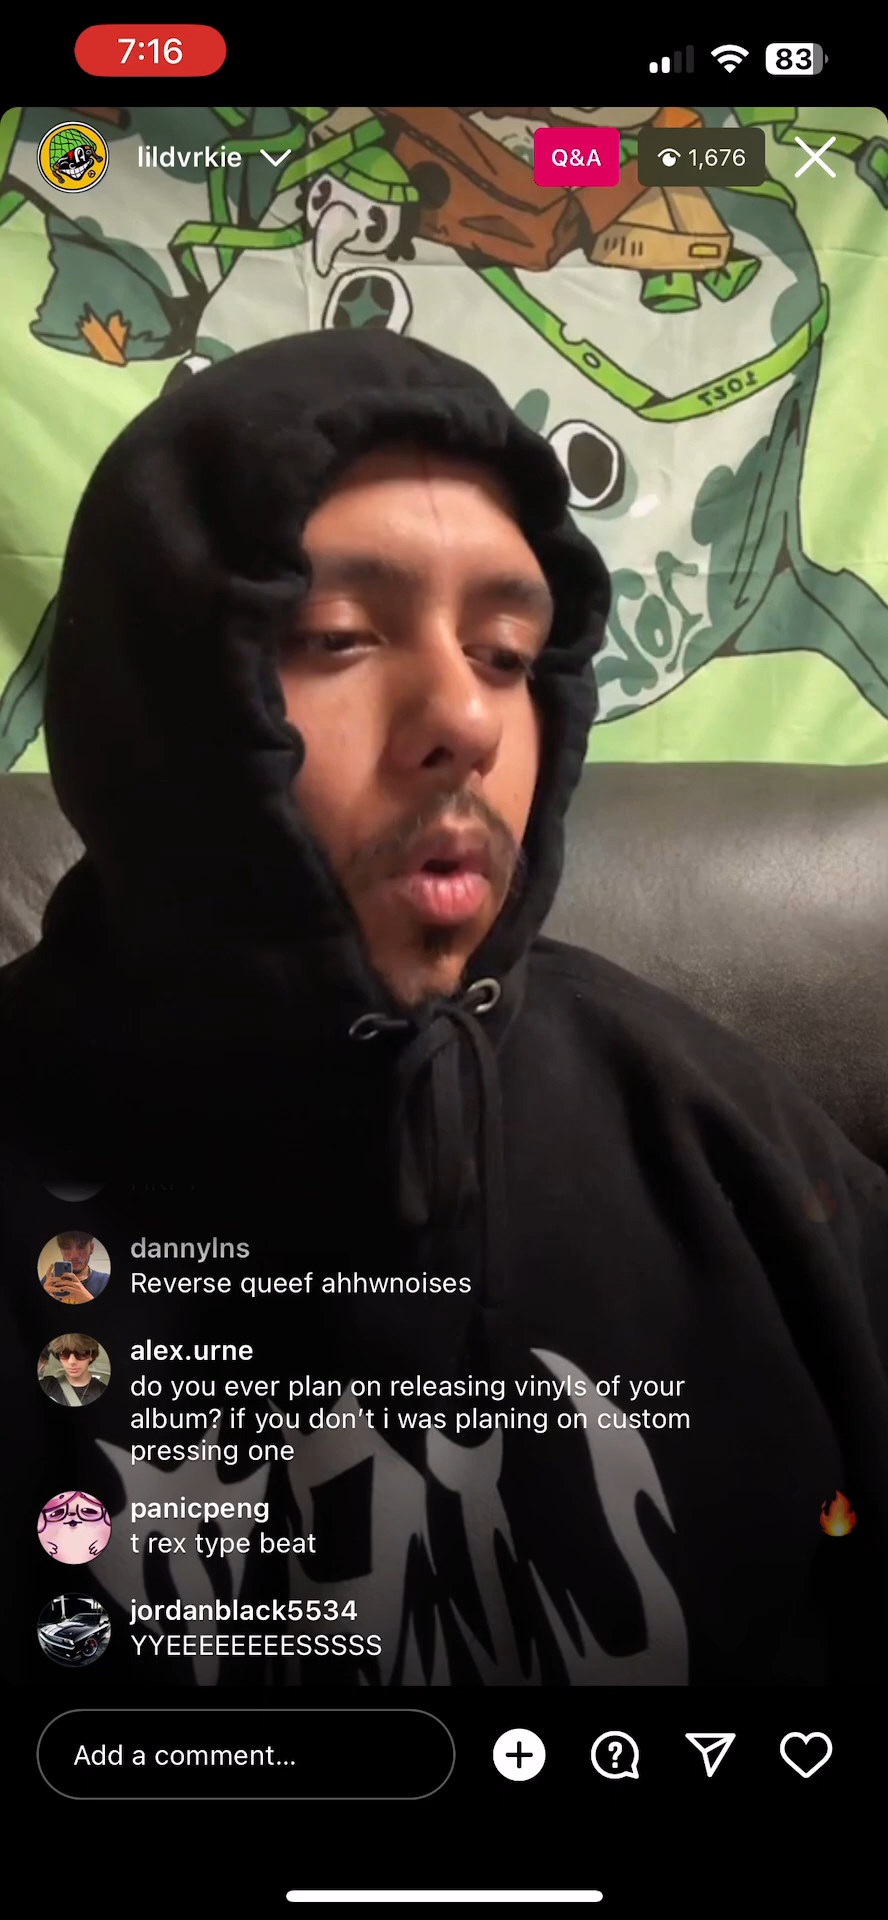 7:16
83
lildvrkie
Q&A
1,676
1027
dannylns
Reverse queef ahhwnoises
alex.urne
do you ever plan on releasing vinyls of your
album? if you don't i was planing on custom
pressing one
panicpeng
t rex type beat
jordanblack5534
YYEEEEEEEESSSSS
Add a comment...